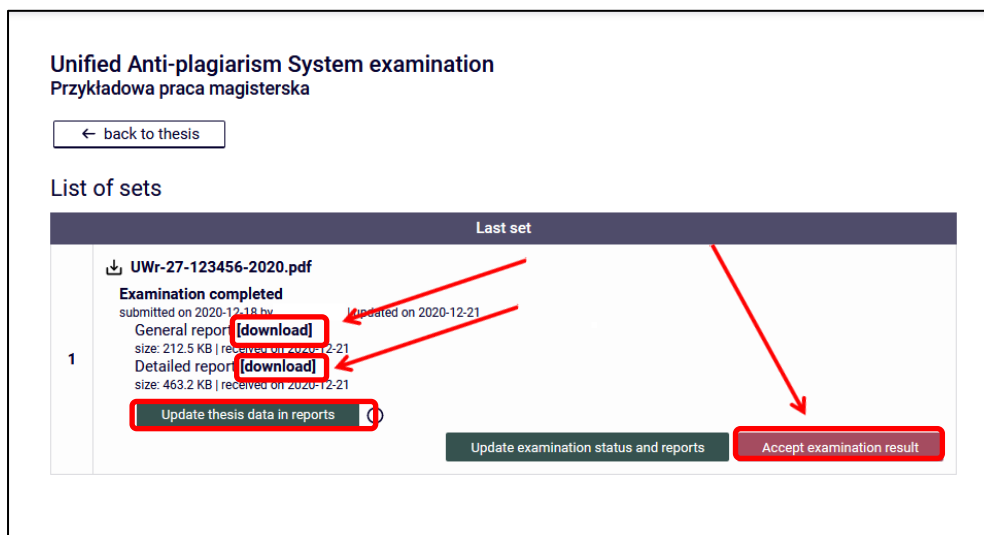 Unified Anti-plagiarism System examination
Przykładowa praca magisterska
← back to thesis
List of sets
Last set
UWr-27-123456-2020.pdf
Examination completed
submitted on 2020-12-18 by | updated on 2020-12-21
General report [download]
size: 212.5 KB | received on 2020-12-21
1
Detailed report [download]
size: 463.2 KB | received on 2020-12-21
Update thesis data in reports
Update examination status and reports Accept examination result